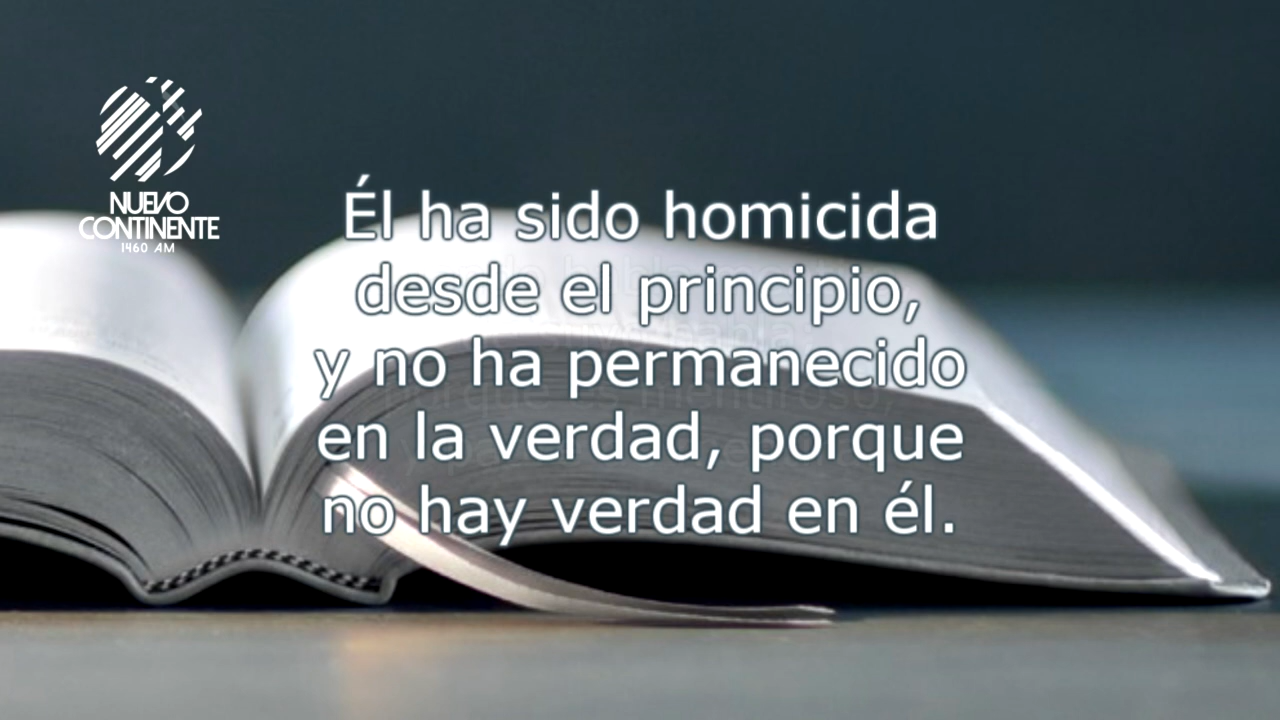 NUEVO
CONTINENTE
1460 AM
Él ha sido homicida
desde el principio,
y no ha permanecido
en la verdad, porque
no hay verdad en él.